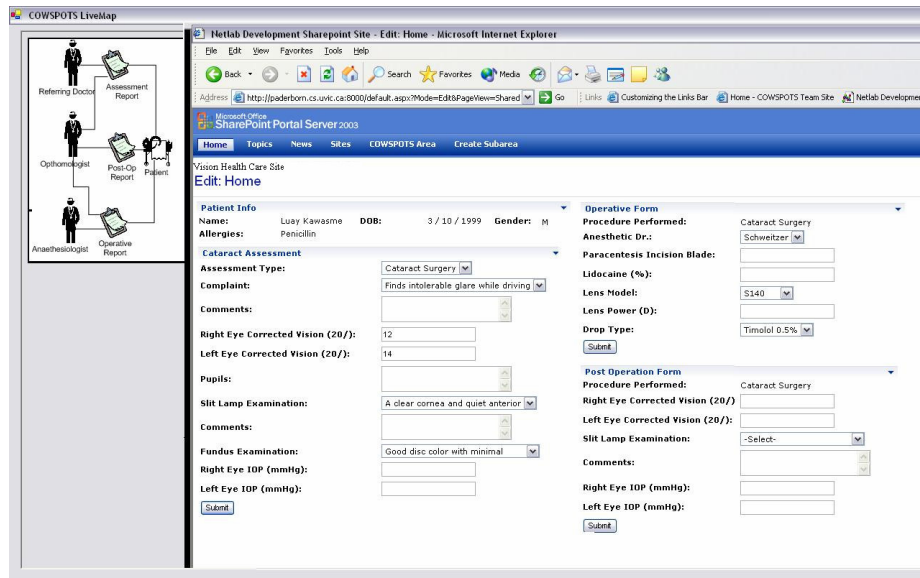 COWSPOTS LiveMap
Referring Doctor
Assessment
Report
Opthomologist
Post-Op
Report
Patient
Anaethesiologist
Operative
Report
Netlab Development Sharepoint Site - Edit: Home - Microsoft Internet Explorer
File Edit View Favorites Tools Help
Back Search Favorites Media
Address http://paderborn.cs.uvic.ca:8000/default.aspx?Mode=Edit&PageView=Shared Go Links Customizing the Links Bar Home - COWSPOTS Team Site Netlab Developmen
Microsoft Office
SharePoint Portal Server 2003
Home Topics News Sites COWSPOTS Area Create Subarea
Vision Health Care Site
Edit: Home
Patient Info
Name: Luay Kawasme DOB: 3 / 10 / 1999 Gender: M
Allergies: Penicillin
Cataract Assessment
Assessment Type: Cataract Surgery
Complaint: Finds intolerable glare while driving
Comments:
Right Eye Corrected Vision (20/): 12
Left Eye Corrected Vision (20/): 14
Pupils:
Slit Lamp Examination: A clear cornea and quiet anterior
Comments:
Fundus Examination: Good disc color with minimal
Right Eye IOP (mmHg):
Left Eye IOP (mmHg):
Submit
Operative Form
Procedure Performed: Cataract Surgery
Anesthetic Dr.: Schweitzer
Paracentesis Incision Blade:
Lidocaine (%):
Lens Model: S140
Lens Power (D):
Drop Type: Timolol 0.5%
Submit
Post Operation Form
Procedure Performed: Cataract Surgery
Right Eye Corrected Vision (20/)
Left Eye Corrected Vision (20/):
Slit Lamp Examination: -Select-
Comments:
Right Eye IOP (mmHg):
Left Eye IOP (mmHg):
Submit